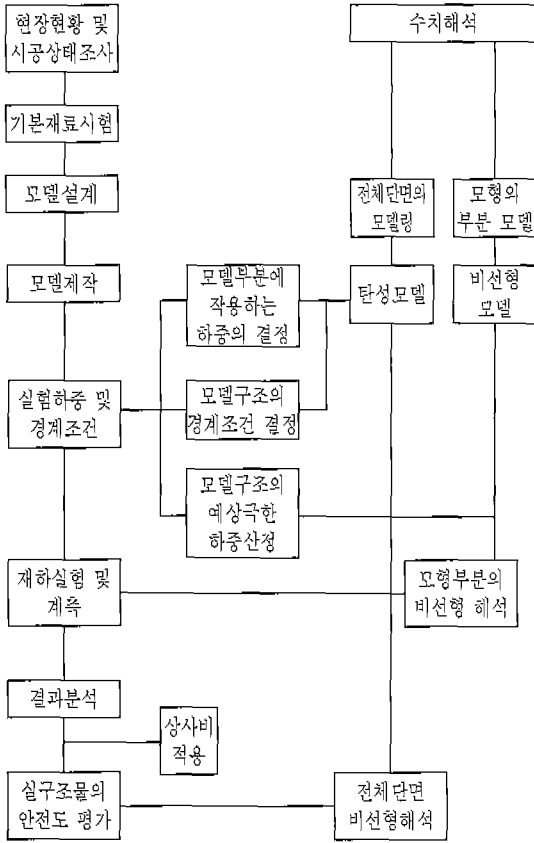 현장현황 및
시공상태조사
수치해석
기본재료시험
모델설계
전체단면의
모델링
모형의
부분 모델
모델제작
모델부분에
작용하는
하중의 결정
탄성모델
비선형
모델
실험하중 및
경계조건
모델구조의
경계조건 결정
모델구조의
예상극한
하중산정
재하실험 및
계측
모형부분의
비선형 해석
결과분석
상사비
적용
실구조물의
안전도 평가
전체단면
비선형해석